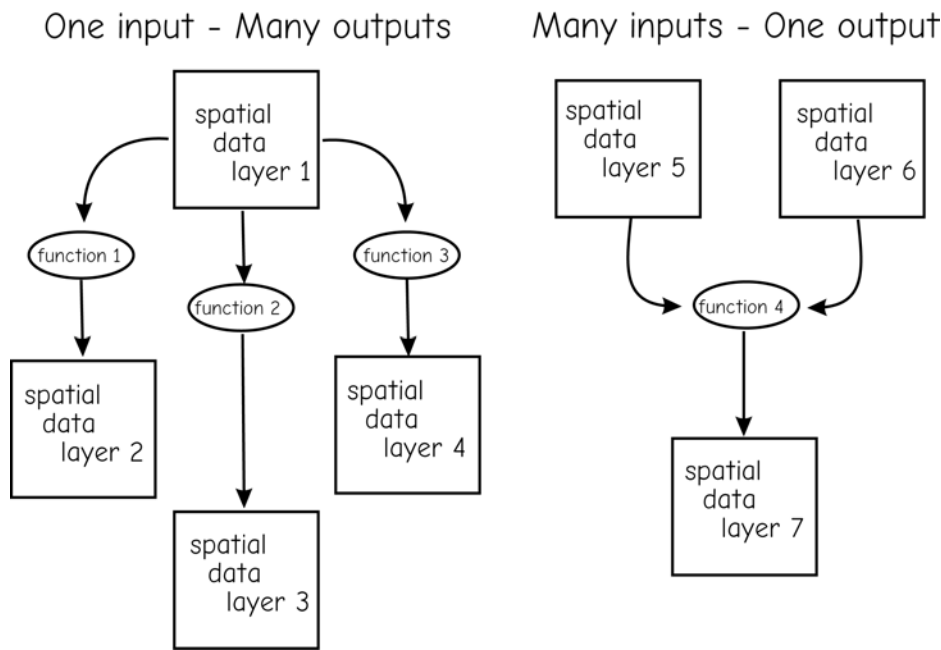 One input - Many outputs
spatial
data
layer 1
function 1
function 2
function 3
spatial
data
layer 2
spatial
data
layer 3
spatial
data
layer 4
Many inputs - One output
spatial
data
layer 5
spatial
data
layer 6
function 4
spatial
data
layer 7